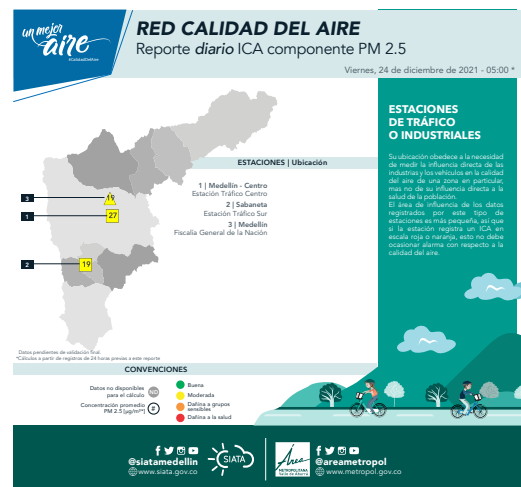 un mejor
aire
#CalidadDelAire
RED CALIDAD DEL AIRE
Reporte diario ICA componente PM 2.5
Viernes, 24 de diciembre de 2021 - 05:00 *
ESTACIONES
DE TRÁFICO
O INDUSTRIALES
Su ubicación obedece a la necesidad
de medir la influencia directa de las
industrias y los vehículos en la calidad
del aire de una zona en particular,
mas no de su influencia directa a la
salud de la población.
El área de influencia de los datos
registrados por este tipo de
estaciones es más pequeña, así que
si la estación registra un ICA en
escala roja o naranja, esto no debe
ocasionar alarma con respecto a la
calidad del aire.
ESTACIONES | Ubicación
1 | Medellín - Centro
Estación Tráfico Centro
2 | Sabaneta
Estación Tráfico Sur
3 | Medellín
Fiscalía General de la Nación
3
19
1
27
2
19
Datos pendientes de validación final.
*Cálculos a partir de registros de 24 horas previas a este reporte
CONVENCIONES
Datos no disponibles
para el cálculo
Concentración promedio
PM 2.5 [µg/m³]
#
Buena
Moderada
Dañina a grupos
sensibles
Dañina a la salud
@siatamedellin
www.siata.gov.co
SIATA
Área
METROPOLITANA
Valle de Aburrá
@areametropol
www.metropol.gov.co